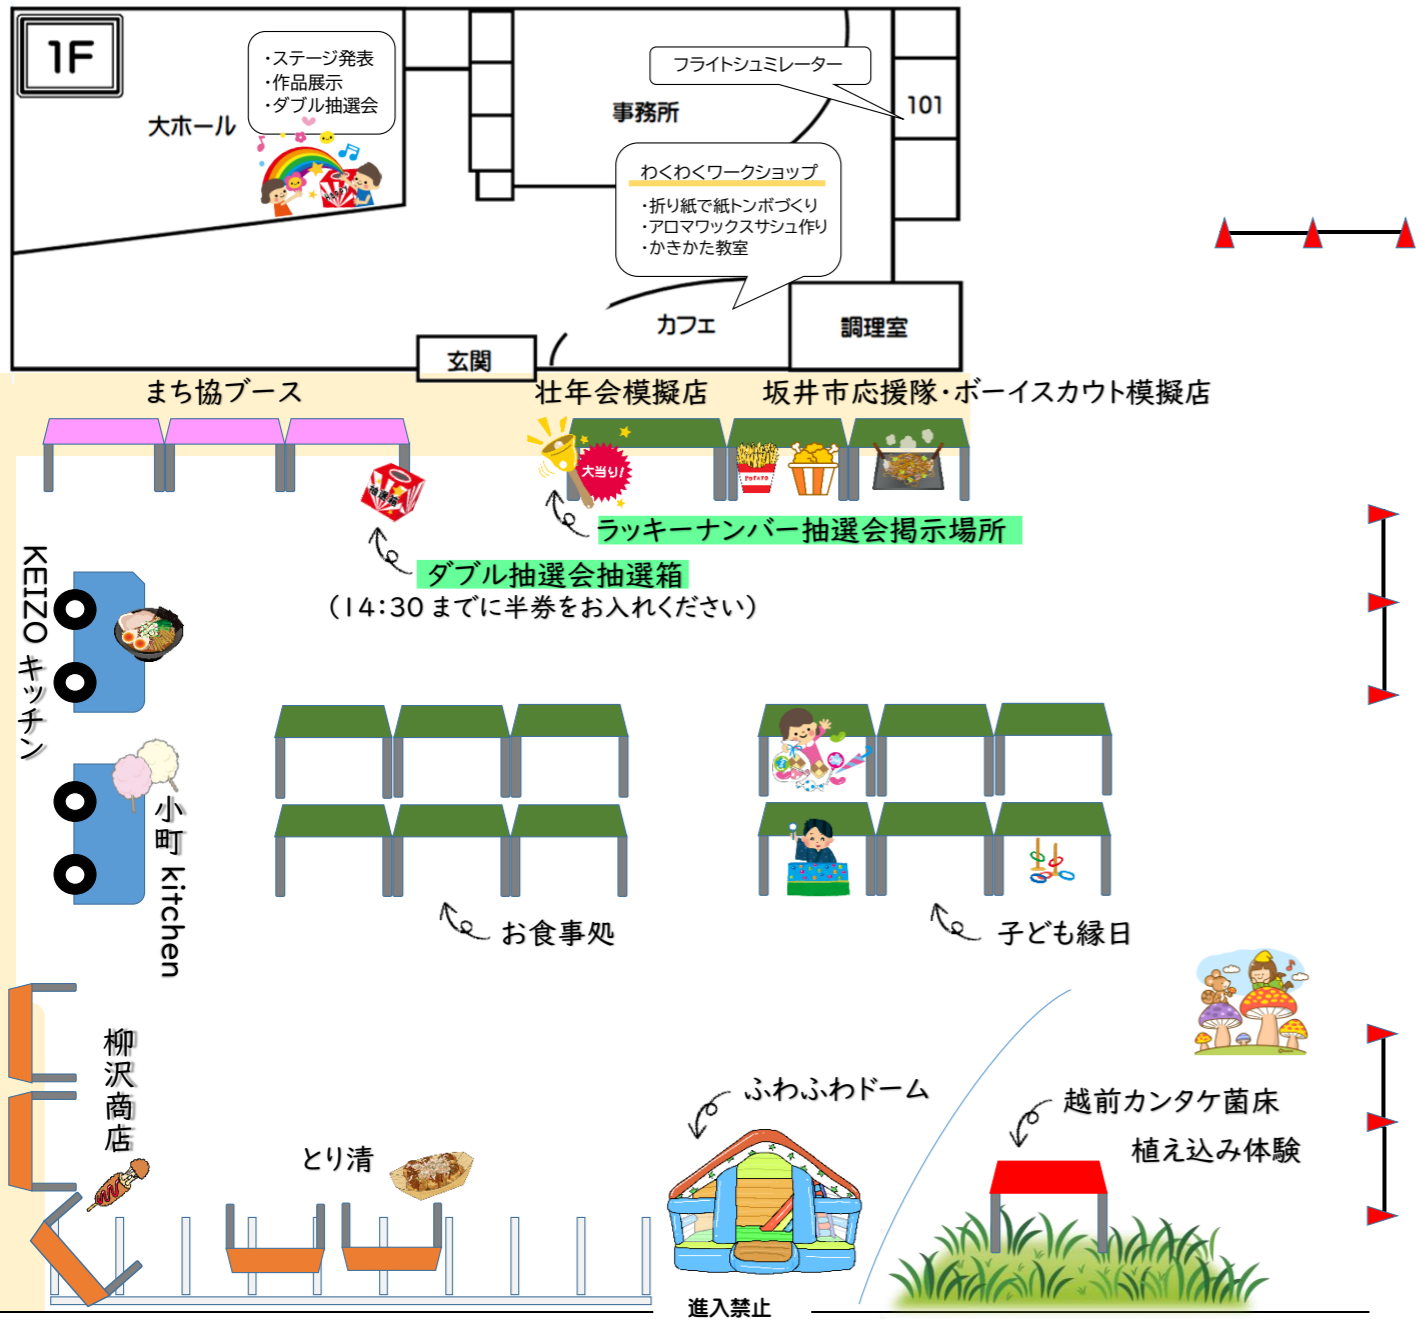 1F
・ステージ発表
・作品展示
・ダブル抽選会
大ホール
フライトシュミレーター
事務所
101
わくわくワークショップ
・折り紙で紙トンボづくり
・アロマワックスサシュ作り
・かきかた教室
カフェ
調理室
玄関
まち協ブース
壮年会模擬店
坂井市応援隊・ボーイスカウト模擬店
大当り!
POTATO
抽選箱
ラッキーナンバー抽選会掲示場所
ダブル抽選会抽選箱
（14:30 までに半券をお入れください）
KEIZO キッチン
小町 kitchen
お食事処
子ども縁日
柳沢商店
とり清
ふわふわドーム
越前カンタケ菌床
植え込み体験
進入禁止